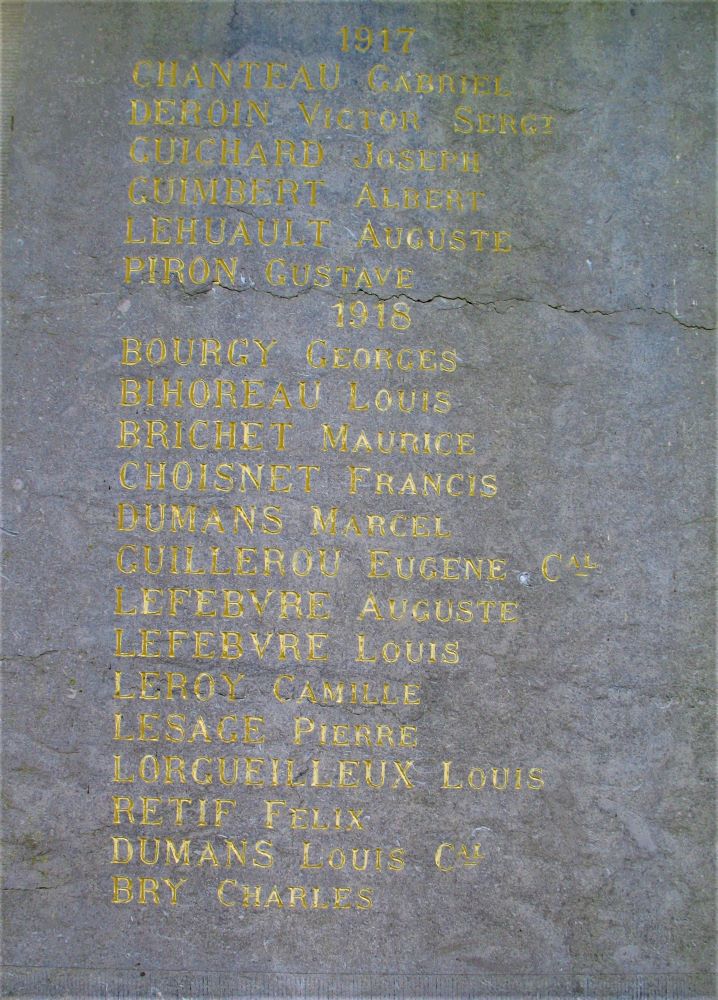 1917
CHANTEAU GABRIEL
DEROIN VICTOR SERGT
GUICHARD JOSEPH
GUIMBERT ALBERT
LEHUAULT AUGUSTE
PIRON GUSTAVE
1918
BOURGY GEORGES
BIHOREAU LOUIS
BRICHET MAURICE
CHOISNET FRANCIS
DUMANS MARCEL
GUILLEROU EUGENE CAL
LEFEBVRE AUGUSTE
LEFEBVRE LOUIS
LEROY CAMILLE
LESAGE PIERRE
LORGUEILLEUX LOUIS
RETIF FELIX
DUMANS LOUIS CAL
BRY CHARLES